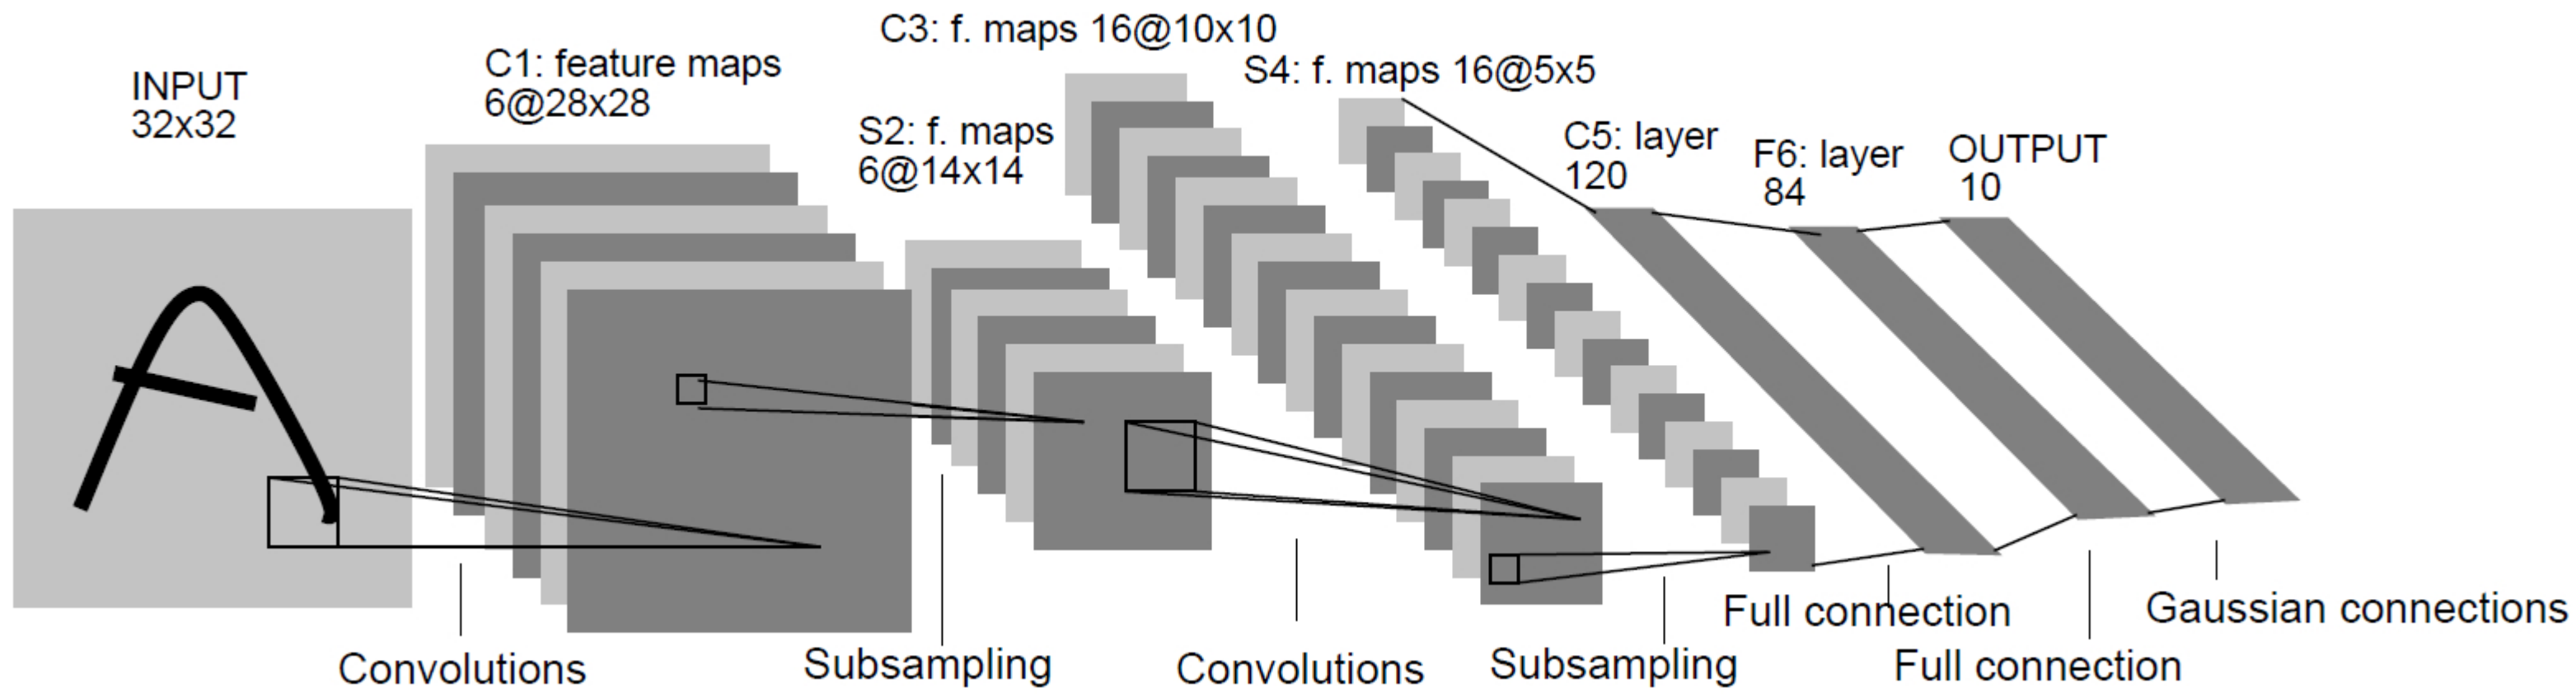 INPUT
32x32
C1: feature maps
6@28x28
S2: f. maps
6@14x14
C3: f. maps 16@10x10
S4: f. maps 16@5x5
C5: layer
120
F6: layer
84
OUTPUT
10
Convolutions
Subsampling
Convolutions
Subsampling
Full connection
Full connection
Gaussian connections
A